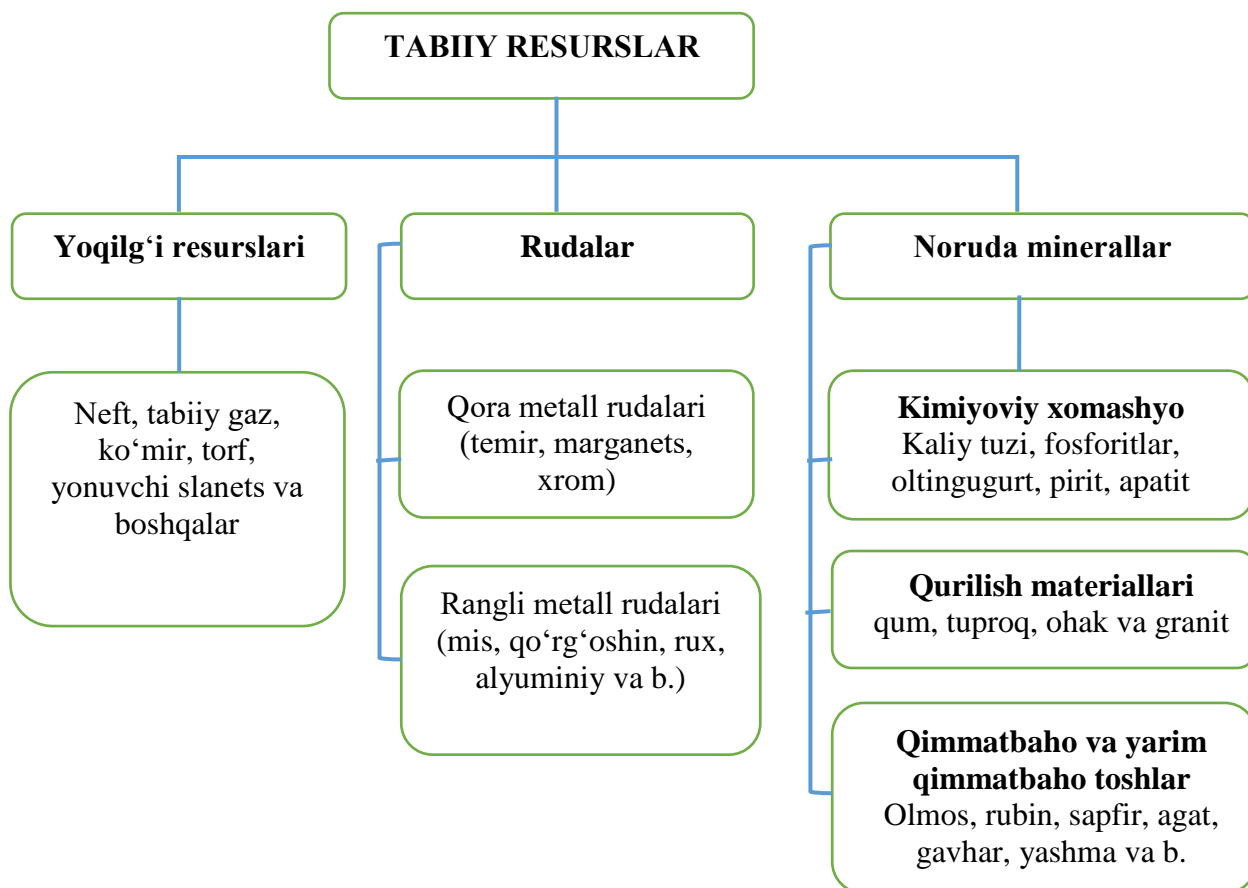 TABIIY RESURSLAR
Yoqilg‘i resurslari
Rudalar
Noruda minerallar
Neft, tabiiy gaz,
ko‘mir, torf,
yonuvchi slanets va
boshqalar
Qora metall rudalari
(temir, marganets,
xrom)
Rangli metall rudalari
(mis, qo‘rg‘oshin, rux,
alyuminiy va b.)
Kimiyoviy xomashyo
Kaliy tuzi, fosforitlar,
oltingugurt, pirit, apatit
Qurilish materiallari
qum, tuproq, ohak va granit
Qimmatbaho va yarim
qimmatbaho toshlar
Olmos, rubin, sapfir, agat,
gavhar, yashma va b.